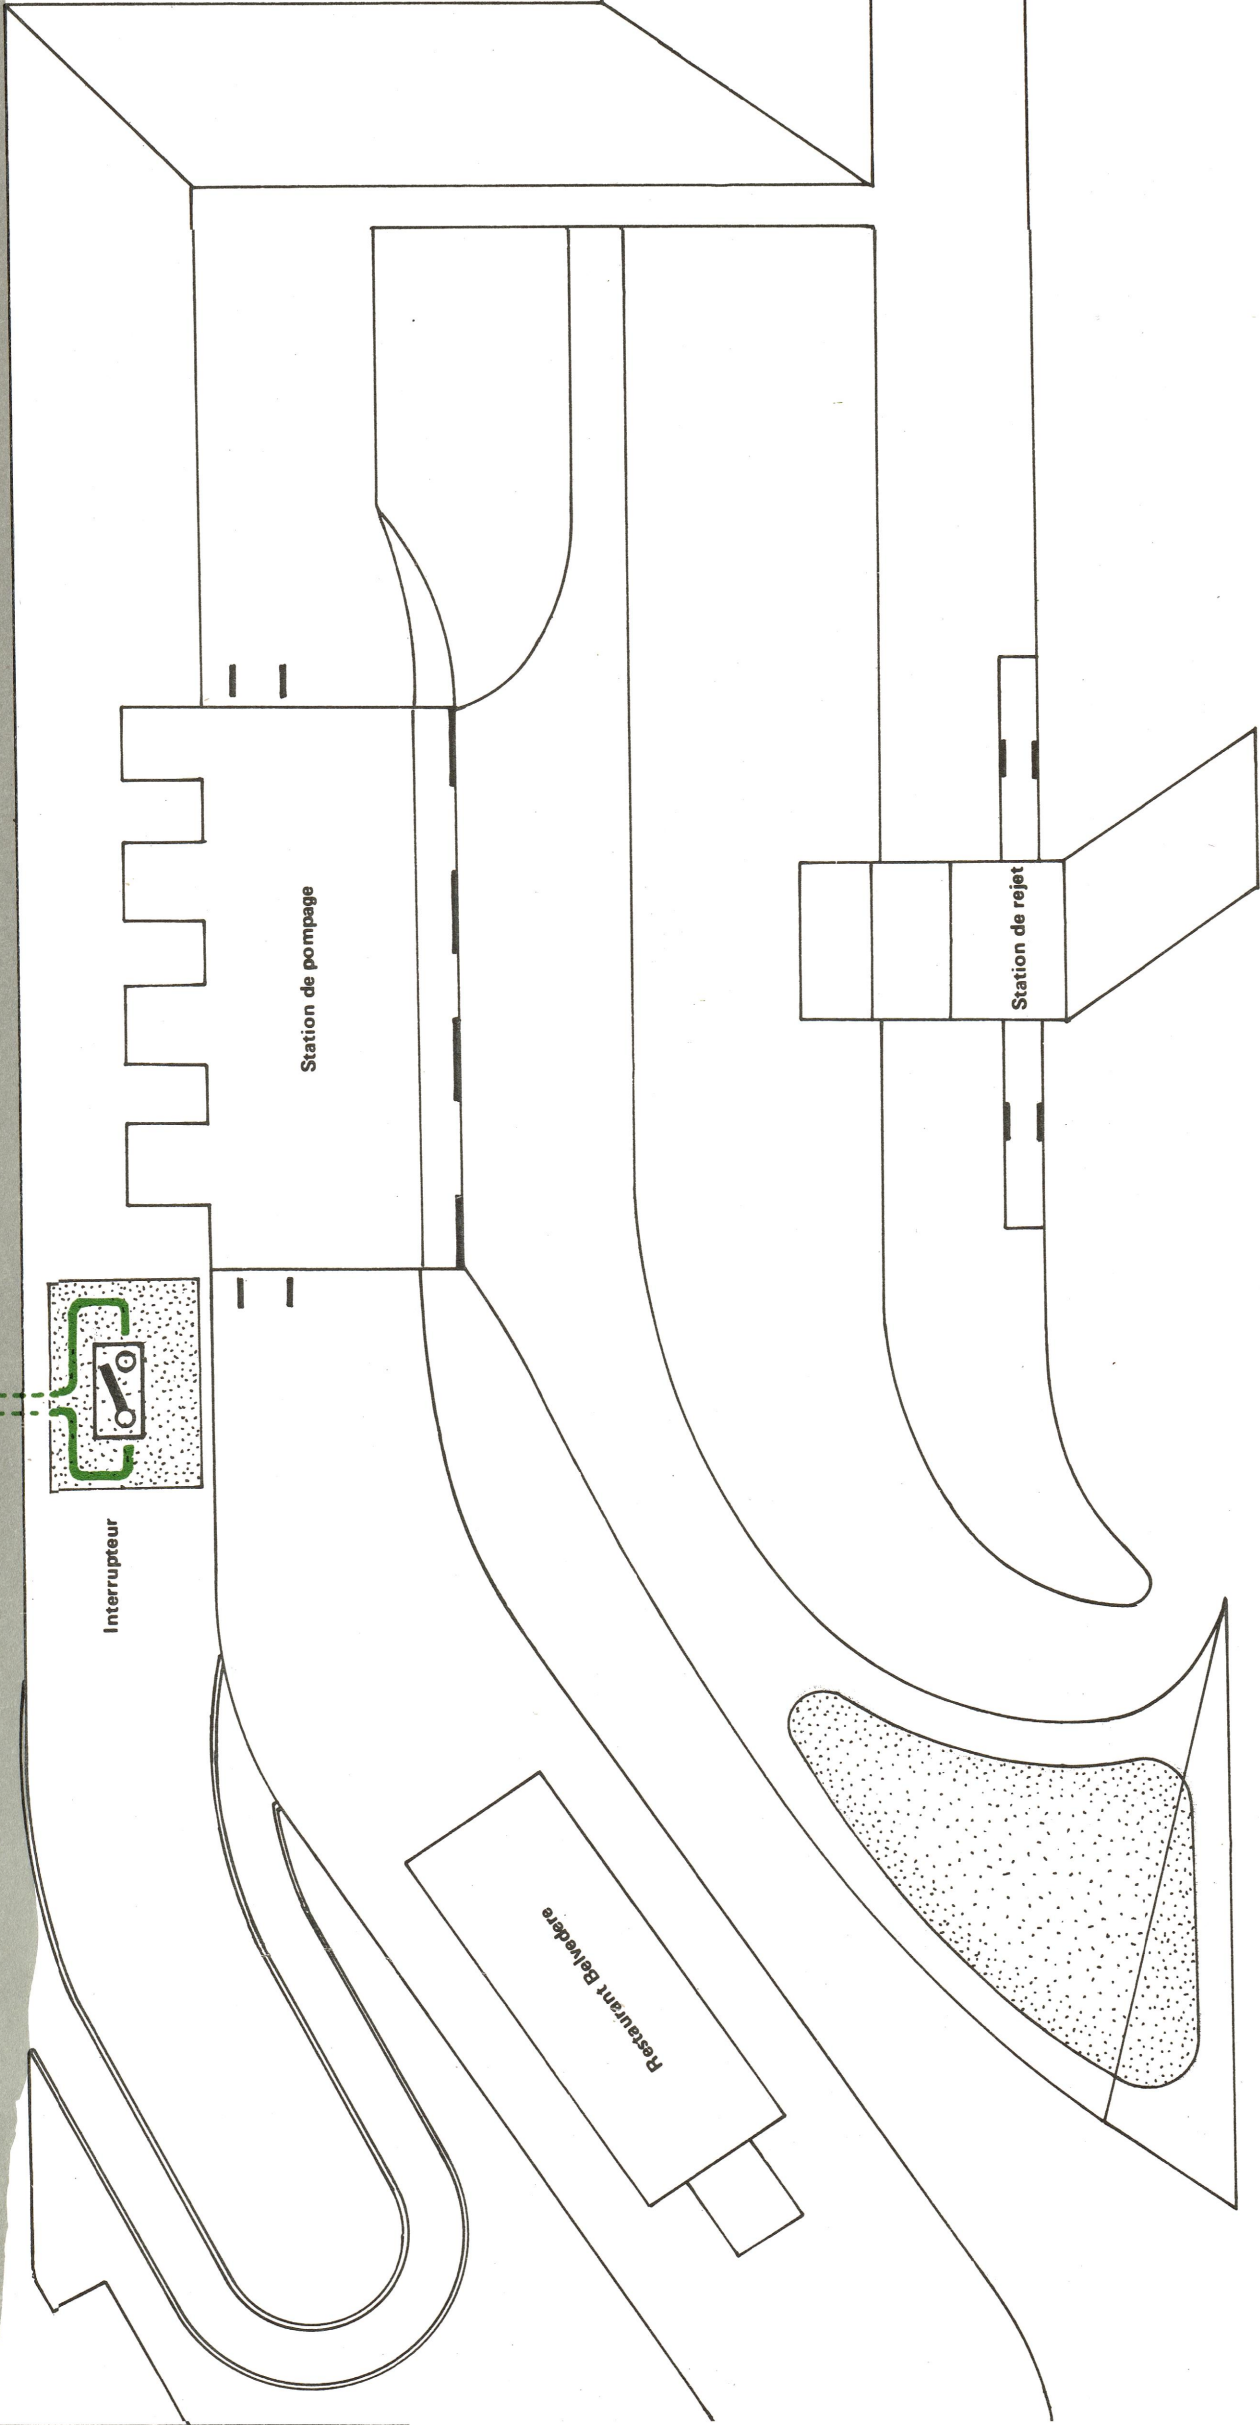 Station de pompage
Station de rejet
Interrupteur
Restaurant Belvedere